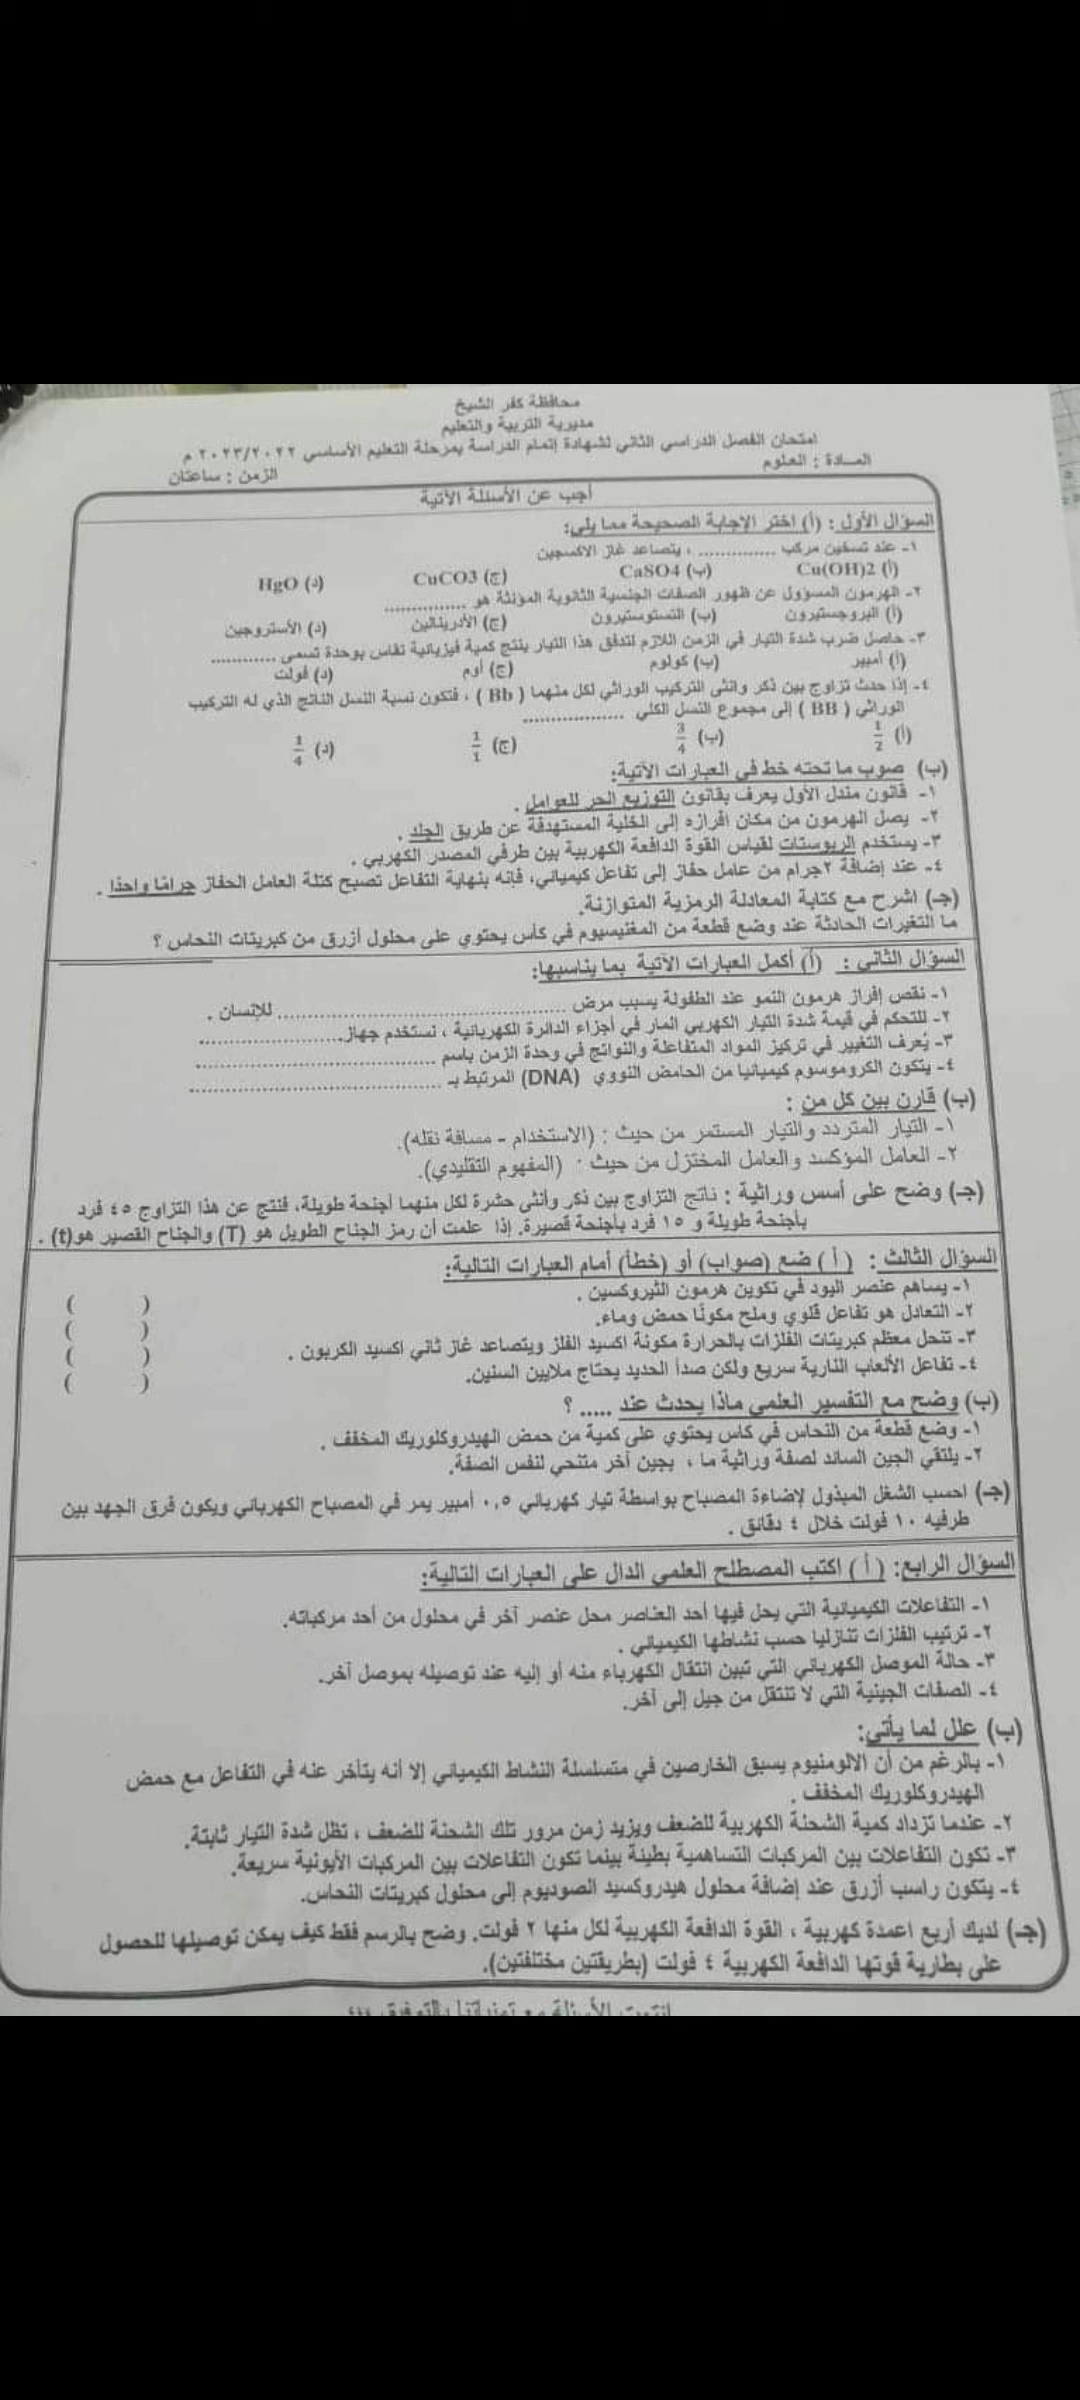 محافظة كفر الشيخ
مديرية التربية والتعليم
امتحان الفصل الدراسي الثاني لشهادة إتمام الدراسة بمرحلة التعليم الأساسي ٢٠٢٣/٢٠٢٢ م
المادة : العلوم الزمن : ساعتان
أجب عن الأسئلة الآتية
السؤال الأول : (أ) اختر الإجابة الصحيحة مما يلي:
١- عند تسخين مركب .............. ، يتصاعد غاز الاكسجين
(أ) Cu(OH)2 (ب) CaSO4 (ج) CuCO3 (د) HgO
٢- الهرمون المسؤول عن ظهور الصفات الجنسية الثانوية المؤنثة هو ...............
(أ) البروجستيرون (ب) التستوستيرون (ج) الأدرينالين (د) الأستروجين
٣- حاصل ضرب شدة التيار في الزمن اللازم لتدفق هذا التيار ينتج كمية فيزيائية تقاس بوحدة تسمى ............
(أ) أمبير (ب) كولوم (ج) أوم (د) فولت
٤- إذا حدث تزاوج بين ذكر وانثى التركيب الوراثي لكل منهما ( Bb ) ، فتكون نسبة النسل الناتج الذي له التركيب
الوراثي ( BB ) إلى مجموع النسل الكلي .................
(أ) 1/2 (ب) 3/4 (ج) 1/1 (د) 1/4
(ب) صوب ما تحته خط في العبارات الآتية:
١- قانون مندل الأول يعرف بقانون التوزيع الحر للعوامل .
٢- يصل الهرمون من مكان افرازه إلى الخلية المستهدفة عن طريق الجلد .
٣- يستخدم الريوستات لقياس القوة الدافعة الكهربية بين طرفي المصدر الكهربي .
٤- عند إضافة ٢جرام من عامل حفاز إلى تفاعل كيميائي، فإنه بنهاية التفاعل تصبح كتلة العامل الحفاز جرامًا واحدًا .
(جـ) اشرح مع كتابة المعادلة الرمزية المتوازنة.
ما التغيرات الحادثة عند وضع قطعة من المغنيسيوم في كأس يحتوي على محلول أزرق من كبريتات النحاس ؟
السؤال الثاني : (أ) أكمل العبارات الآتية بما يناسبها:
١- نقص إفراز هرمون النمو عند الطفولة يسبب مرض ........................................ للإنسان .
٢- للتحكم في قيمة شدة التيار الكهربي المار في أجزاء الدائرة الكهربائية ، نستخدم جهاز........................
٣- يُعرف التغيير في تركيز المواد المتفاعلة والنواتج في وحدة الزمن باسم ........................................
٤- يتكون الكروموسوم كيميائيا من الحامض النووي (DNA) المرتبط بـ ........................................
(ب) قارن بين كل من :
١- التيار المتردد والتيار المستمر من حيث : (الاستخدام - مسافة نقله).
٢- العامل المؤكسد والعامل المختزل من حيث : (المفهوم التقليدي).
(جـ) وضح على أسس وراثية : ناتج التزاوج بين ذكر وأنثى حشرة لكل منهما أجنحة طويلة، فنتج عن هذا التزاوج ٤٥ فرد
بأجنحة طويلة و ١٥ فرد بأجنحة قصيرة. إذا علمت أن رمز الجناح الطويل هو (T) والجناح القصير هو(t) .
السؤال الثالث : ( أ ) ضع (صواب) أو (خطأ) أمام العبارات التالية:
١- يساهم عنصر اليود في تكوين هرمون الثيروكسين . ( )
٢- التعادل هو تفاعل قلوي وملح مكونًا حمض وماء. ( )
٣- تنحل معظم كبريتات الفلزات بالحرارة مكونة اكسيد الفلز ويتصاعد غاز ثاني اكسيد الكربون . ( )
٤- تفاعل الألعاب النارية سريع ولكن صدأ الحديد يحتاج ملايين السنين. ( )
(ب) وضح مع التفسير العلمي ماذا يحدث عند ..... ؟
١- وضع قطعة من النحاس في كاس يحتوي على كمية من حمض الهيدروكلوريك المخفف .
٢- يلتقي الجين السائد لصفة وراثية ما ، بجين آخر متنحي لنفس الصفة.
(جـ) احسب الشغل المبذول لإضاءة المصباح بواسطة تيار كهربائي ٠,٥ أمبير يمر في المصباح الكهربائي ويكون فرق الجهد بين
طرفيه ١٠ فولت خلال ٤ دقائق .
السؤال الرابع: ( أ ) اكتب المصطلح العلمي الدال على العبارات التالية:
١- التفاعلات الكيميائية التي يحل فيها أحد العناصر محل عنصر آخر في محلول من أحد مركباته.
٢- ترتيب الفلزات تنازليا حسب نشاطها الكيميائي .
٣- حالة الموصل الكهربائي التي تبين انتقال الكهرباء منه أو إليه عند توصيله بموصل آخر.
٤- الصفات الجينية التي لا تنتقل من جيل إلى آخر.
(ب) علل لما يأتي:
١- بالرغم من أن الالومنيوم يسبق الخارصين في متسلسلة النشاط الكيميائي إلا أنه يتأخر عنه في التفاعل مع حمض
الهيدروكلوريك المخفف .
٢- عندما تزداد كمية الشحنة الكهربية للضعف ويزيد زمن مرور تلك الشحنة للضعف ، تظل شدة التيار ثابتة.
٣- تكون التفاعلات بين المركبات التساهمية بطيئة بينما تكون التفاعلات بين المركبات الأيونية سريعة.
٤- يتكون راسب أزرق عند إضافة محلول هيدروكسيد الصوديوم إلى محلول كبريتات النحاس.
(جـ) لديك أربع اعمدة كهربية ، القوة الدافعة الكهربية لكل منها ٢ فولت. وضح بالرسم فقط كيف يمكن توصيلها للحصول
على بطارية قوتها الدافعة الكهربية ٤ فولت (بطريقتين مختلفتين).
انتهت الأسئلة مع تمنياتنا بالتوفيق